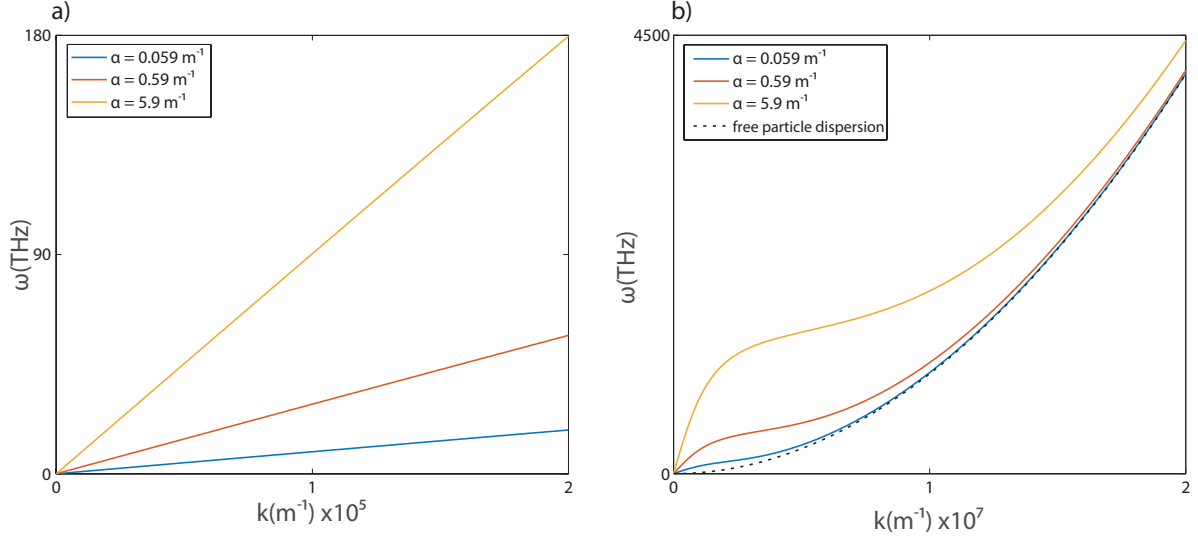 a)
180
α = 0.059 m⁻¹
α = 0.59 m⁻¹
α = 5.9 m⁻¹
90
ω(THz)
0
0
1
2
k(m⁻¹) x10⁵
b)
4500
α = 0.059 m⁻¹
α = 0.59 m⁻¹
α = 5.9 m⁻¹
free particle dispersion
ω(THz)
0
0
1
2
k(m⁻¹) x10⁷